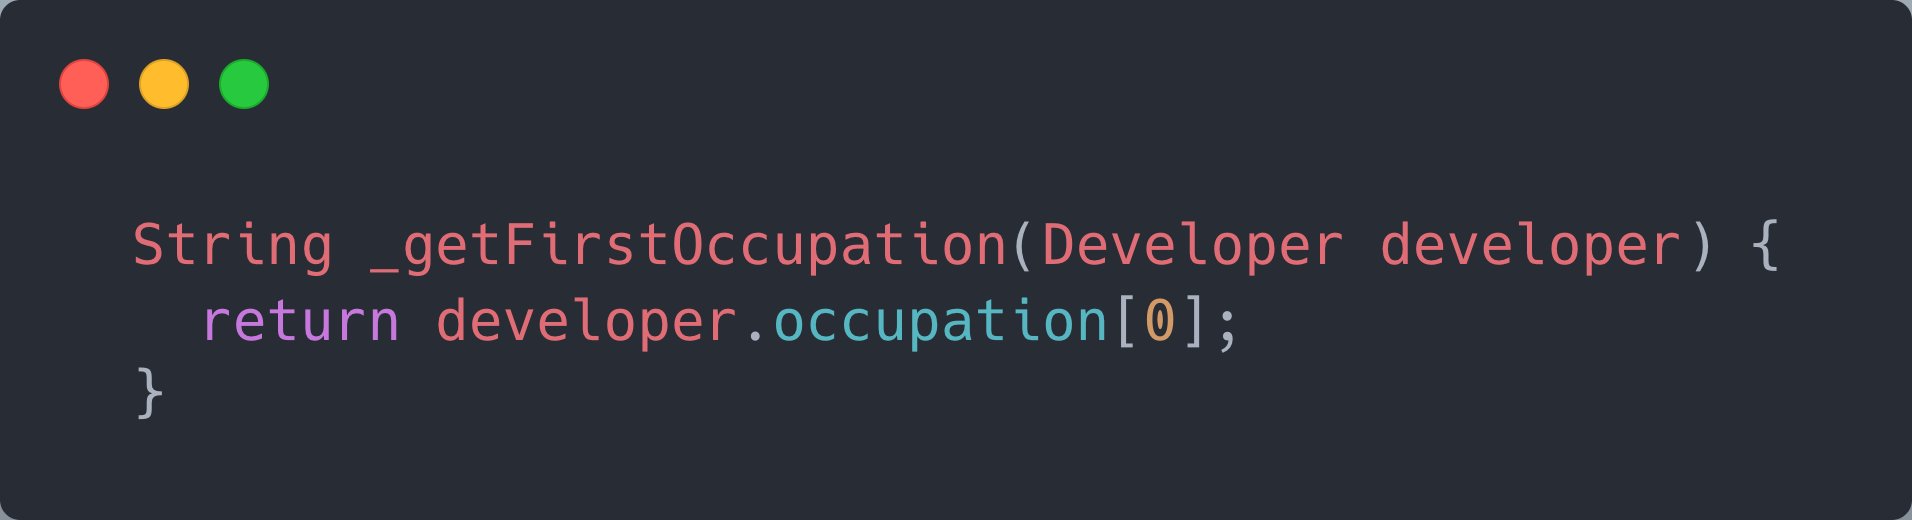 String _getFirstOccupation(Developer developer) {
  return developer.occupation[0];
}